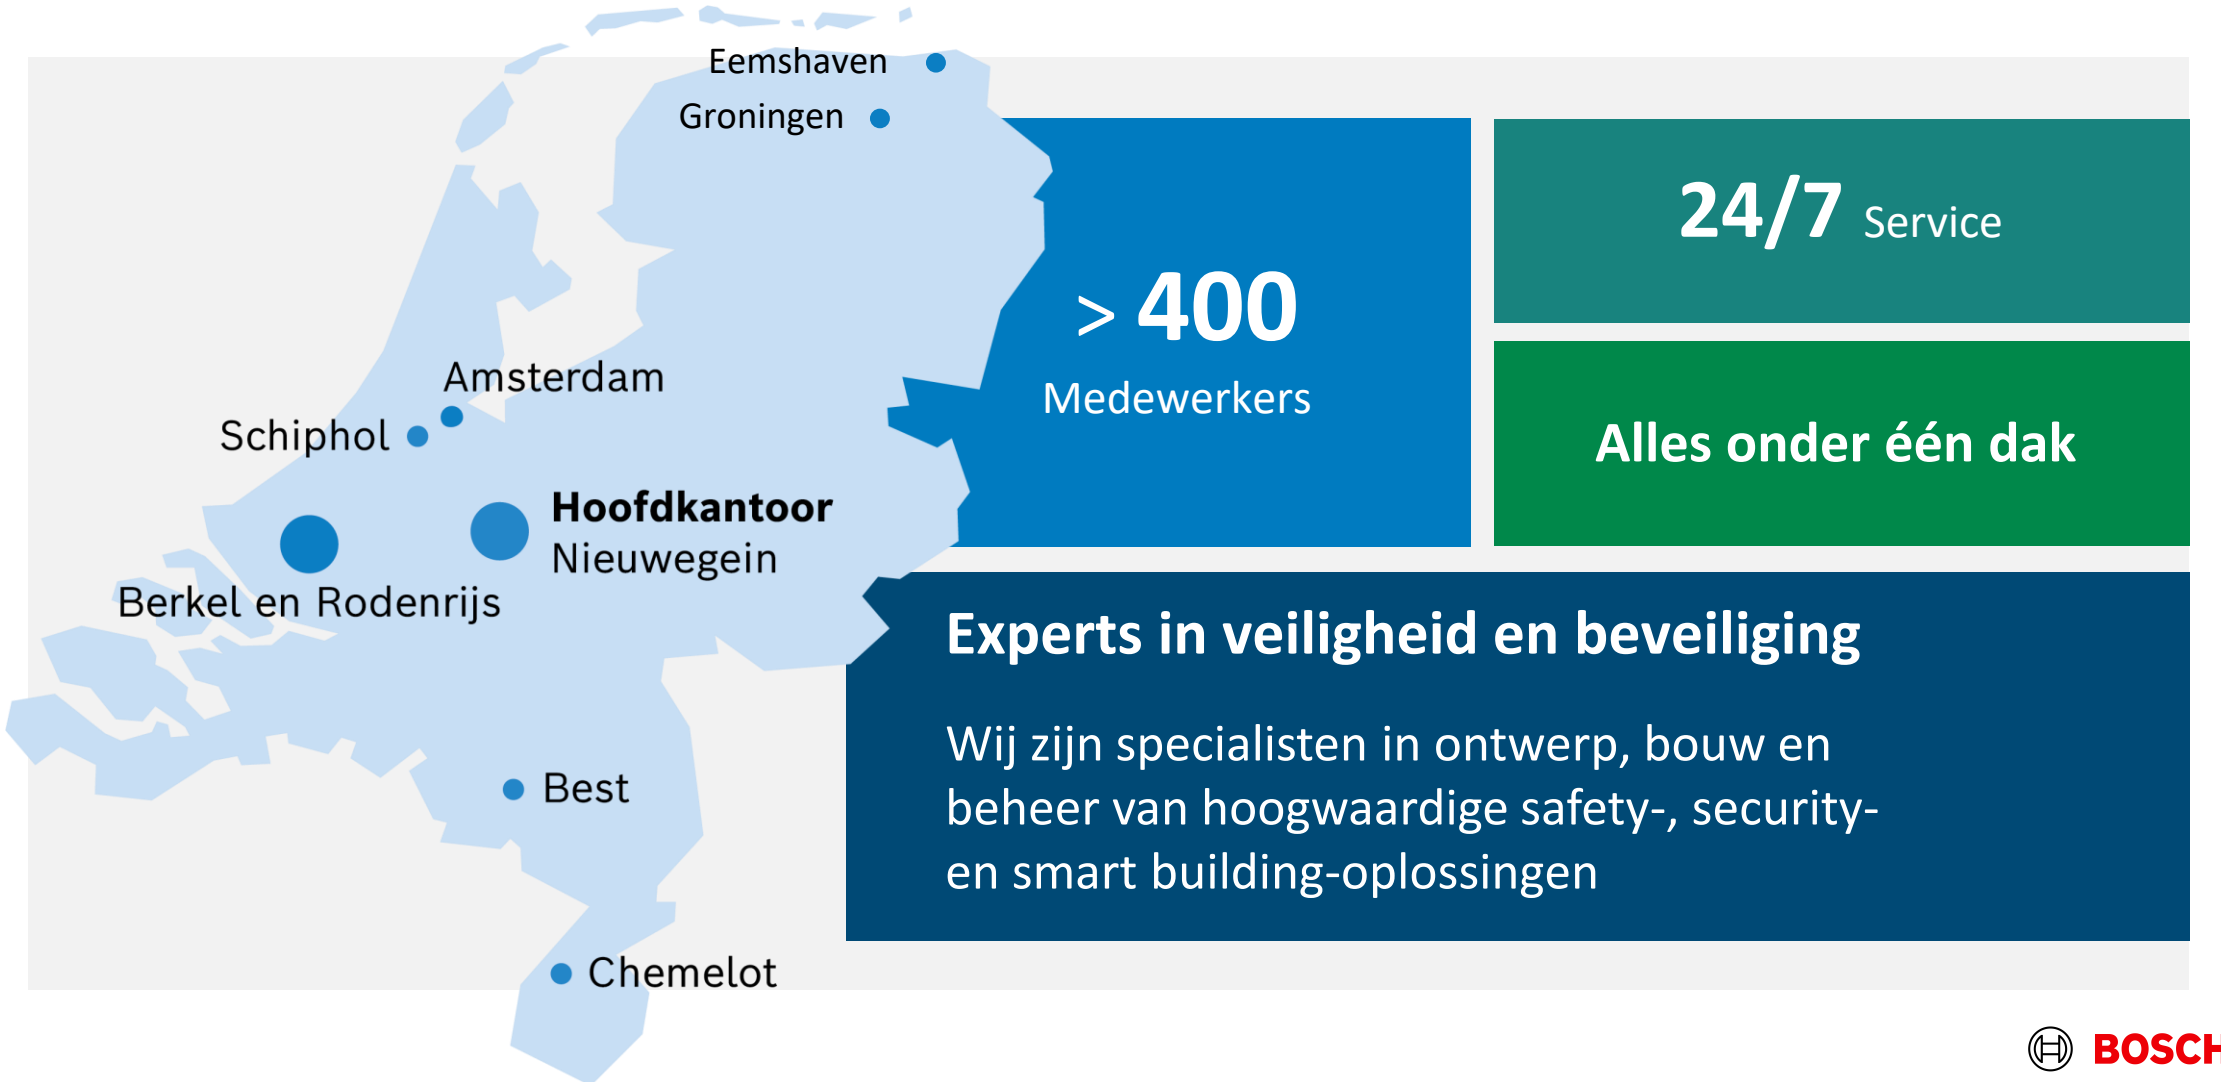 Eemshaven
Groningen
Amsterdam
Schiphol
Hoofdkantoor
Nieuwegein
Berkel en Rodenrijs
Best
Chemelot
> 400
Medewerkers
24/7 Service
Alles onder één dak
Experts in veiligheid en beveiliging
Wij zijn specialisten in ontwerp, bouw en
beheer van hoogwaardige safety-, security-
en smart building-oplossingen
BOSCH